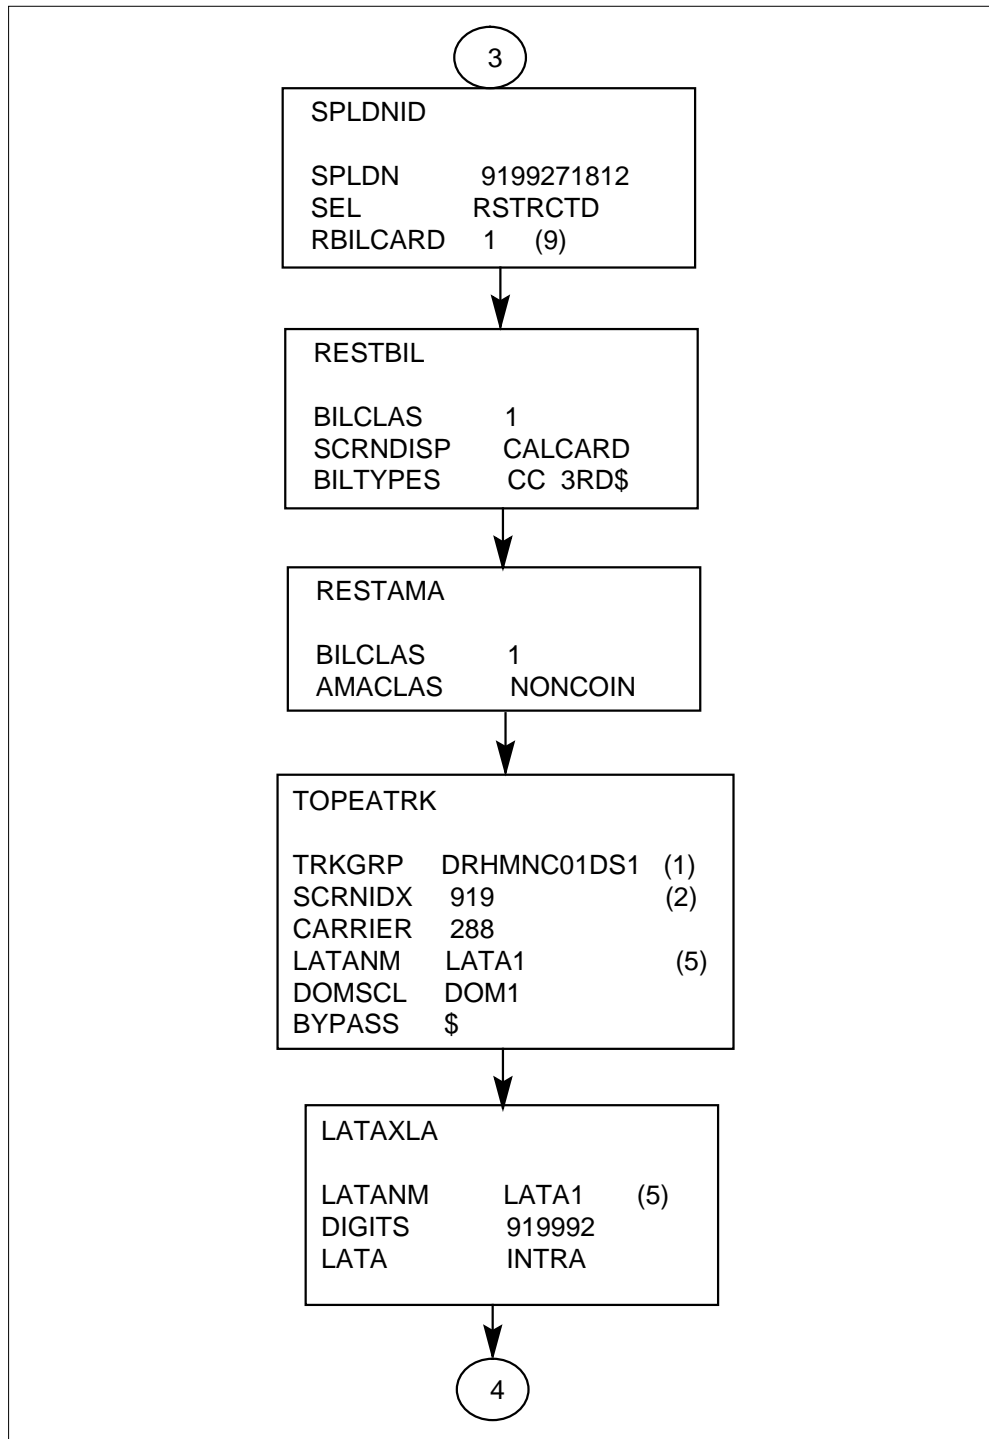 3
SPLDNID
SPLDN 9199271812
SEL RSTRCTD
RBILCARD 1 (9)
RESTBIL
BILCLAS 1
SCRNDISP CALCARD
BILTYPES CC 3RD$
RESTAMA
BILCLAS 1
AMACLAS NONCOIN
TOPEATRK
TRKGRP DRHMNC01DS1 (1)
SCRNIDX 919 (2)
CARRIER 288
LATANM LATA1 (5)
DOMSCL DOM1
BYPASS $
LATAXLA
LATANM LATA1 (5)
DIGITS 919992
LATA INTRA
4